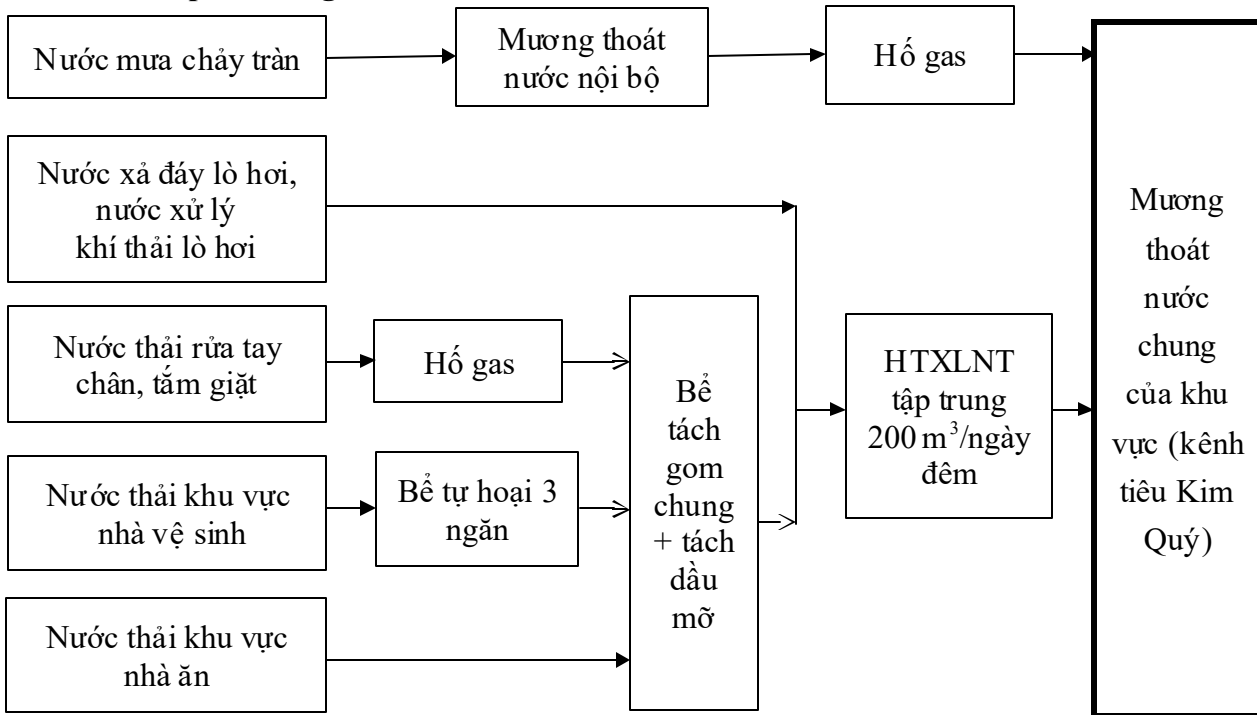 Nước mưa chảy tràn
Mương thoát
nước nội bộ
Hố gas
Nước xả đáy lò hơi,
nước xử lý
khí thải lò hơi
Nước thải rửa tay
chân, tắm giặt
Hố gas
Nước thải khu vực
nhà vệ sinh
Bể tự hoại 3
ngăn
Nước thải khu vực
nhà ăn
Bể
tách
gom
chung
+ tách
dầu
mỡ
HTXLNT
tập trung
200 m³/ngày
đêm
Mương
thoát
nước
chung
của khu
vực (kênh
tiêu Kim
Quý)